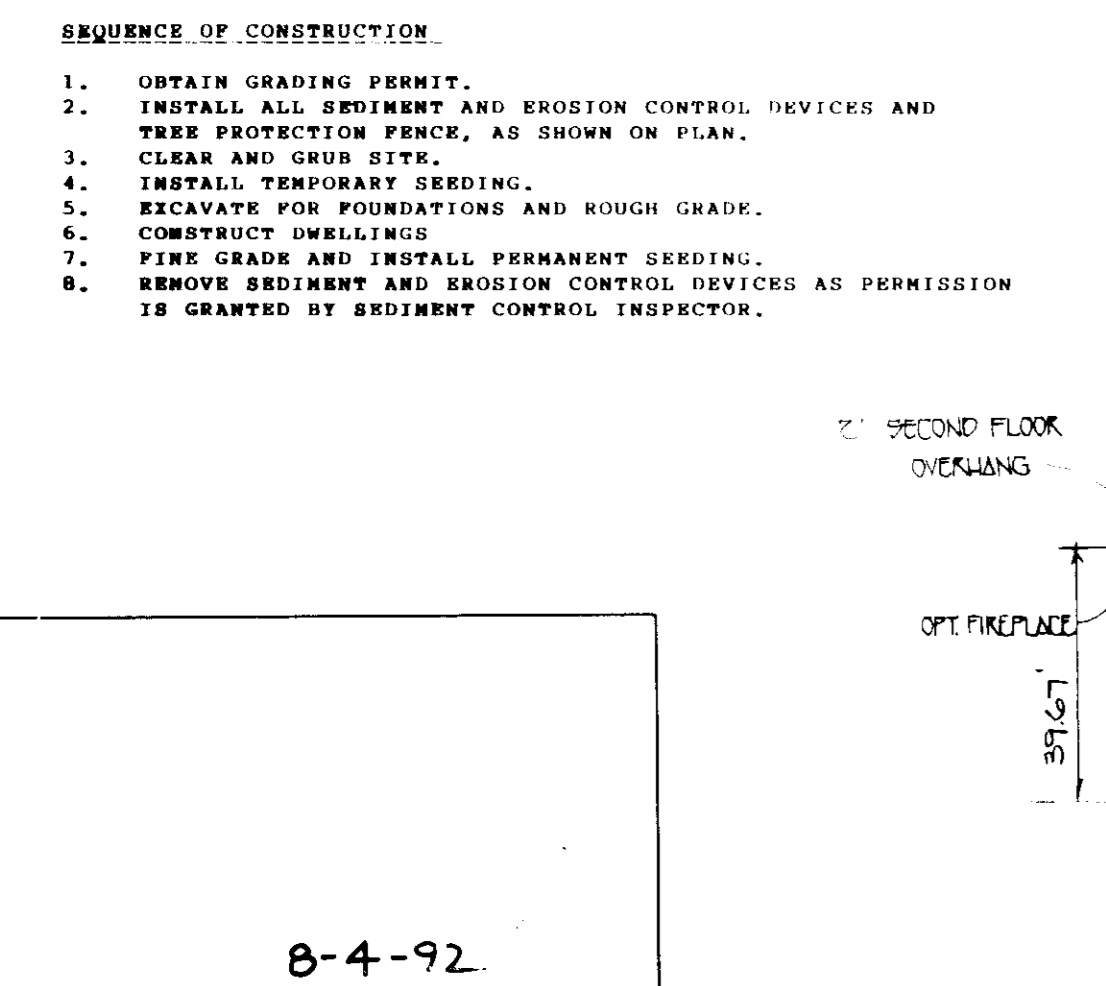 SEQUENCE OF CONSTRUCTION
1. OBTAIN GRADING PERMIT.
2. INSTALL ALL SEDIMENT AND EROSION CONTROL DEVICES AND
TREE PROTECTION FENCE, AS SHOWN ON PLAN.
3. CLEAR AND GRUB SITE.
4. INSTALL TEMPORARY SEEDING.
5. EXCAVATE FOR FOUNDATIONS AND ROUGH GRADE.
6. CONSTRUCT DWELLINGS
7. FINE GRADE AND INSTALL PERMANENT SEEDING.
8. REMOVE SEDIMENT AND EROSION CONTROL DEVICES AS PERMISSION
IS GRANTED BY SEDIMENT CONTROL INSPECTOR.
2' SECOND FLOOR
OVERHANG
OPT. FIREPLACE
39.67'
8-4-92